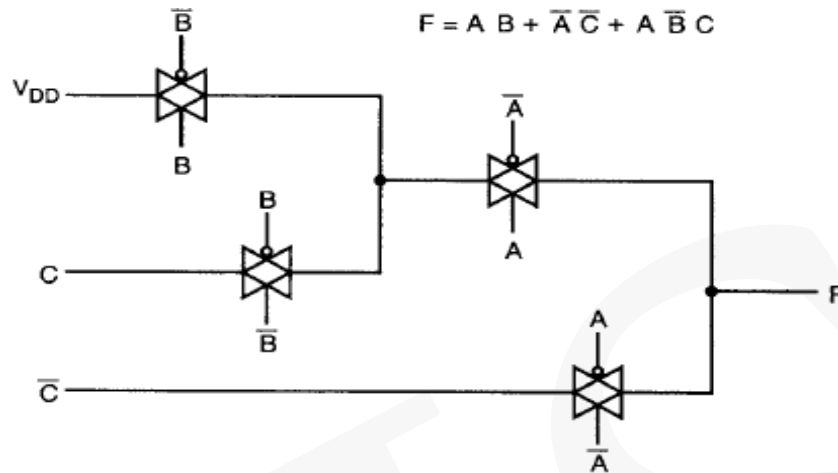 B̅
F = A B + A̅ C̅ + A B̅ C
V_DD
B
A̅
B
A
C
B̅
A
F
C̅
A̅